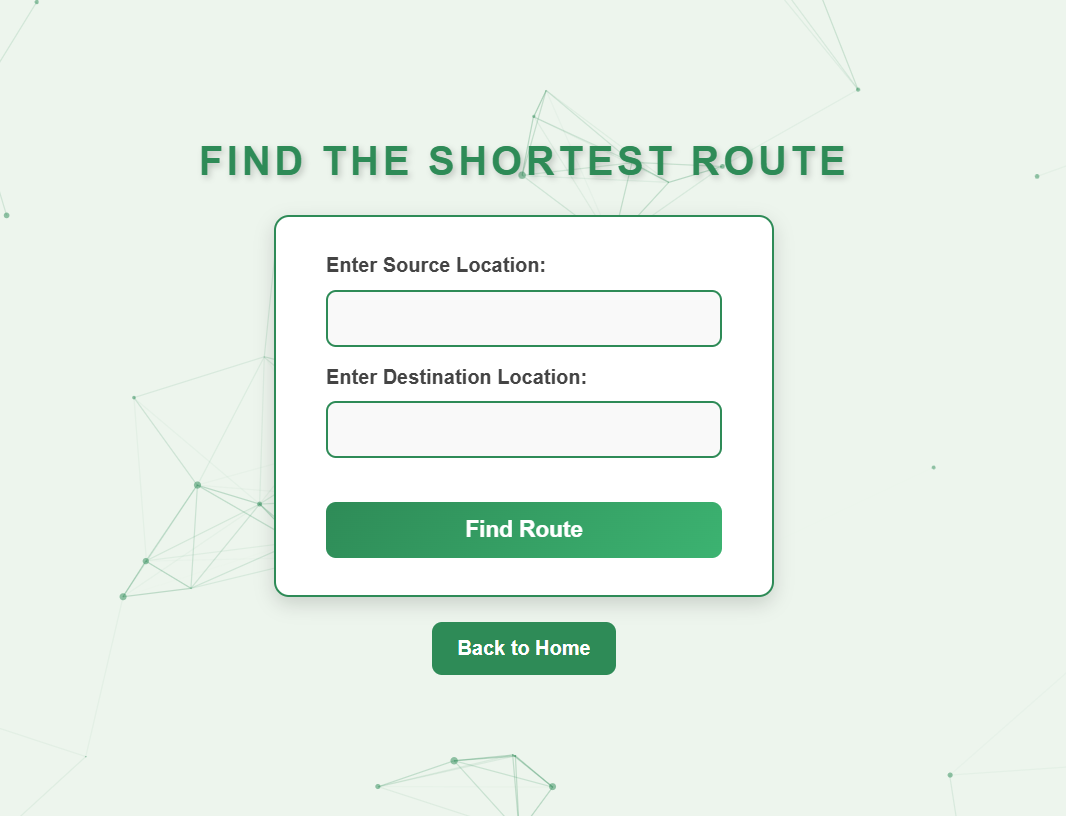 FIND THE SHORTEST ROUTE
Enter Source Location:
Enter Destination Location:
Find Route
Back to Home